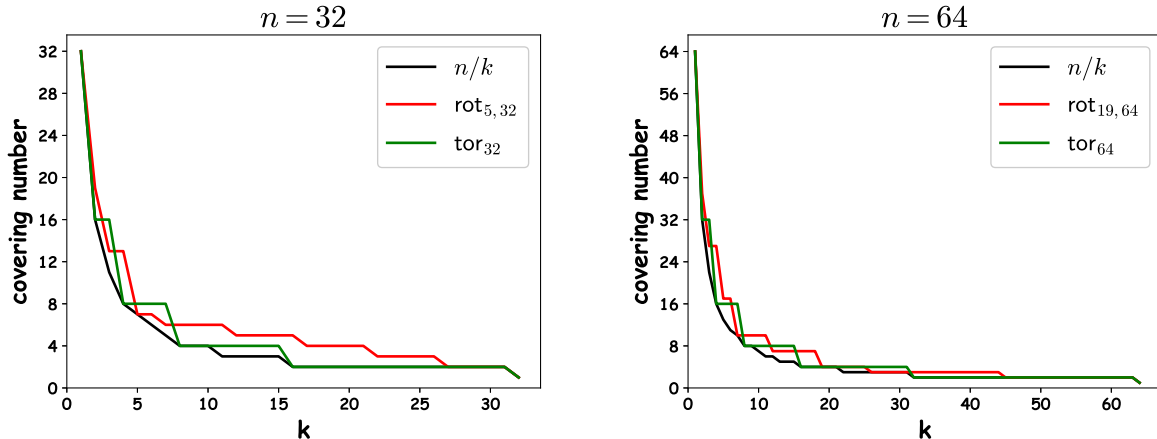 n = 32
covering number
32
28
24
20
16
12
8
4
0
0 5 10 15 20 25 30
k
n/k
rot5,32
tor32
n = 64
covering number
64
56
48
40
32
24
16
8
0
0 10 20 30 40 50 60
k
n/k
rot19,64
tor64